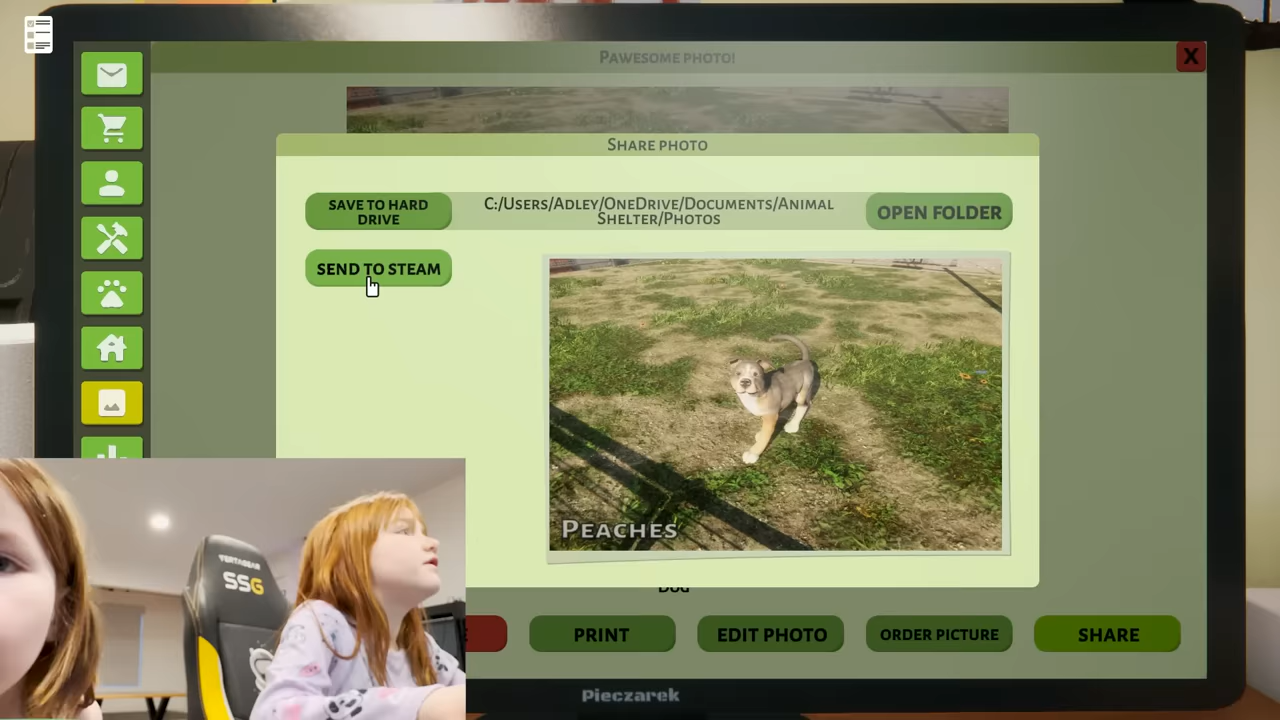 PAWESOME PHOTO!
X
SHARE PHOTO
SAVE TO HARD
DRIVE
C:/USERS/ADLEY/ONEDRIVE/DOCUMENTS/ANIMAL
SHELTER/PHOTOS
OPEN FOLDER
SEND TO STEAM
PEACHES
DOG
PRINT
EDIT PHOTO
ORDER PICTURE
SHARE
Pieczarek
VERTAGEAR
SSG